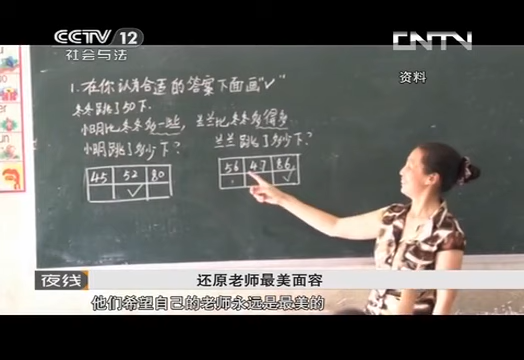 CCTV 12
社会与法
CNTV
资料
1.在你认为合适的答案下面画"✓"
冬冬跳了50下.
小明比冬冬多一些, 兰兰比冬冬多得多.
小明跳了多少下? 兰兰跳了多少下?
45 52 80
✓
56 47 86
✓
夜线
还原老师最美面容
他们希望自己的老师永远是最美的